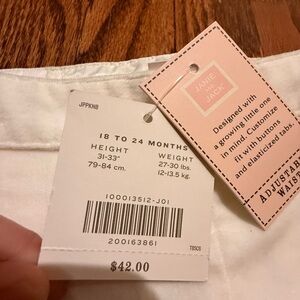 JPPKNB
18 TO 24 MONTHS
HEIGHT
31-33"
79-84 cm.
WEIGHT
27-30 lbs.
12-13.5 kg.
100013512-J01
200163861
$42.00
JANIE
AND
JACK
Designed with
a growing little one
in mind. Customize
fit with buttons
and elasticized tabs.
ADJUSTA
WAIST